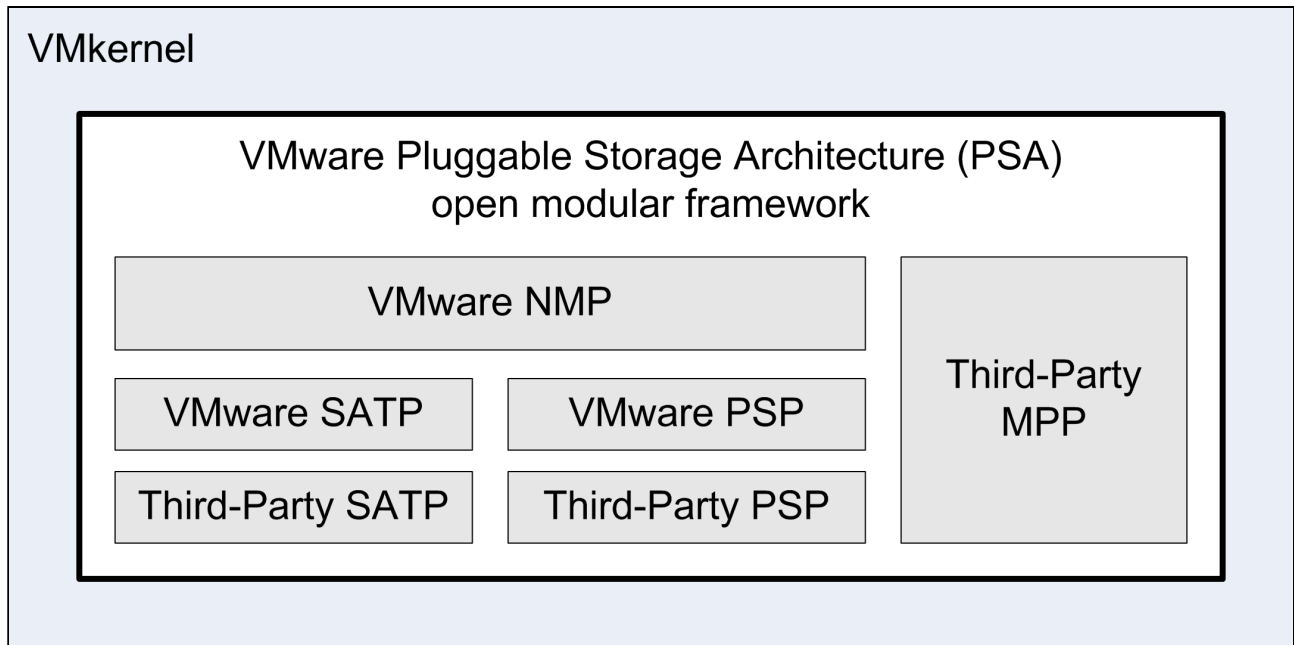 VMkernel
VMware Pluggable Storage Architecture (PSA)
open modular framework
VMware NMP
VMware SATP
VMware PSP
Third-Party SATP
Third-Party PSP
Third-Party
MPP